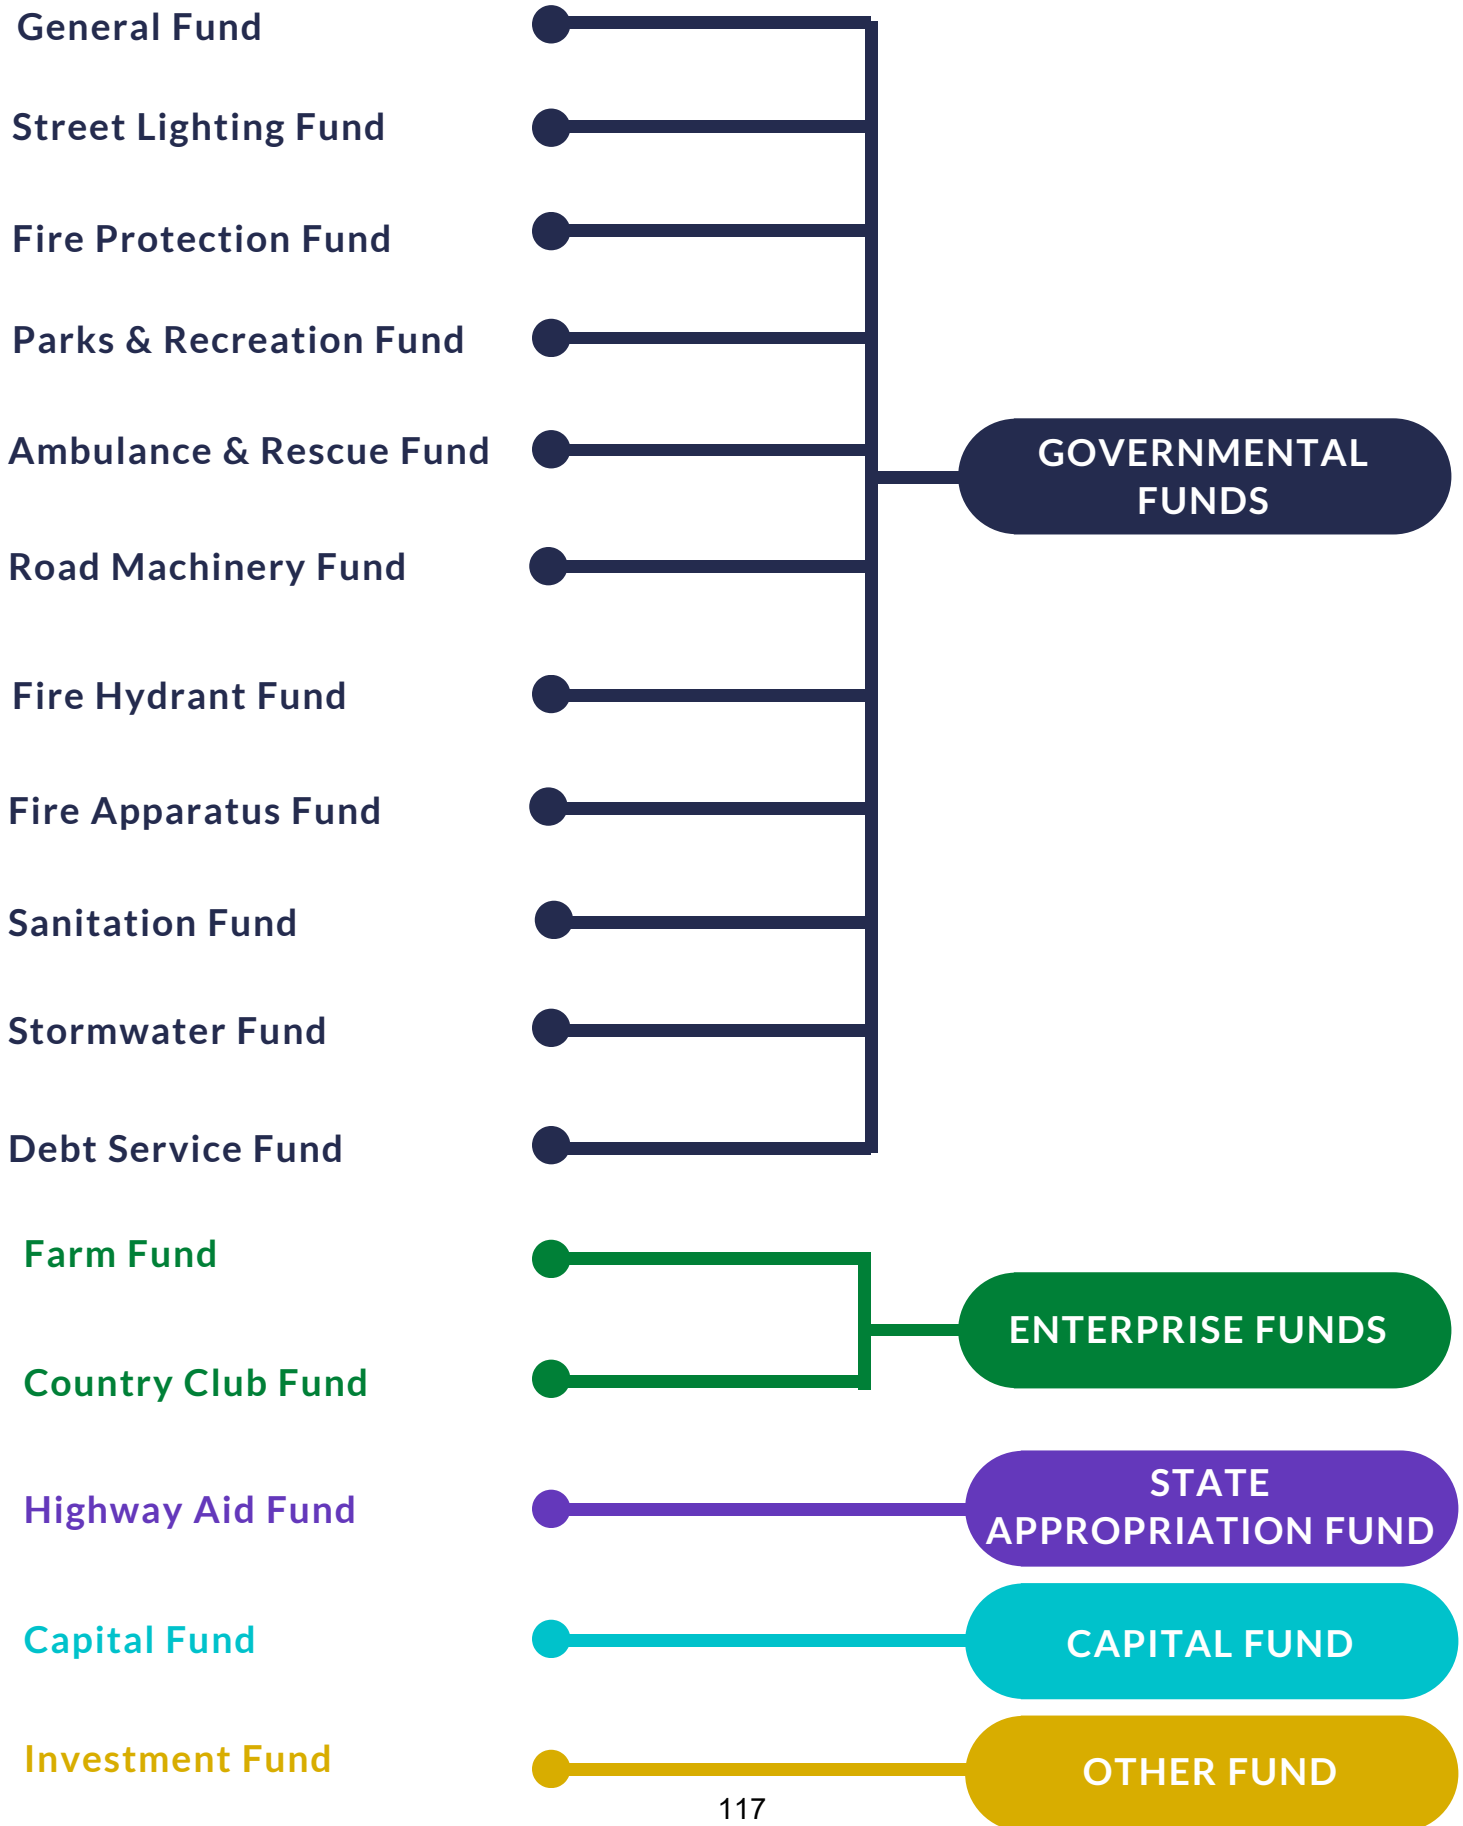 General Fund
Street Lighting Fund
Fire Protection Fund
Parks & Recreation Fund
Ambulance & Rescue Fund
GOVERNMENTAL
FUNDS
Road Machinery Fund
Fire Hydrant Fund
Fire Apparatus Fund
Sanitation Fund
Stormwater Fund
Debt Service Fund
Farm Fund
ENTERPRISE FUNDS
Country Club Fund
Highway Aid Fund
STATE
APPROPRIATION FUND
Capital Fund
CAPITAL FUND
Investment Fund
OTHER FUND
117